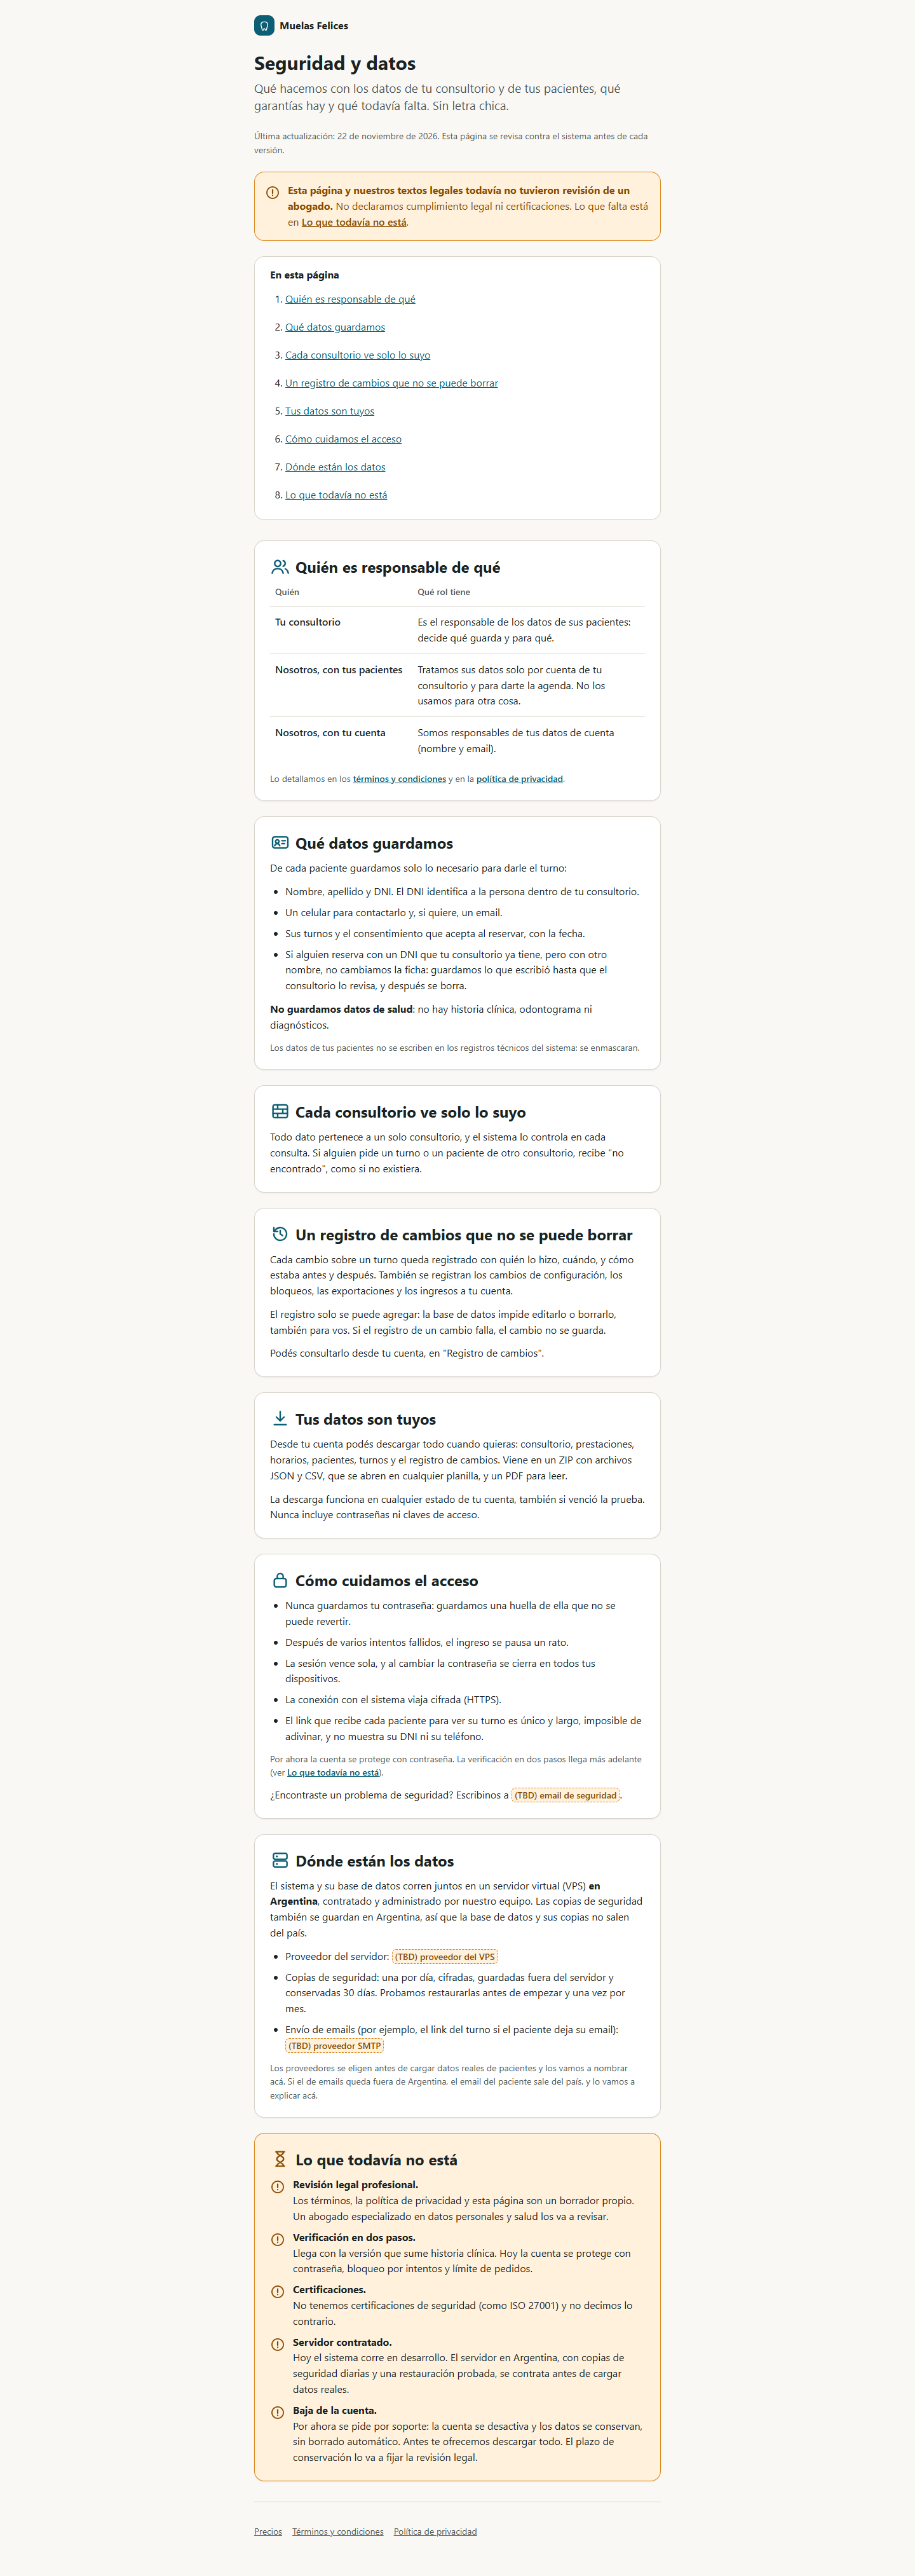 Muelas Felices
Seguridad y datos
Qué hacemos con los datos de tu consultorio y de tus pacientes, qué
garantías hay y qué todavía falta. Sin letra chica.
Última actualización: 22 de noviembre de 2026. Esta página se revisa contra el sistema antes de cada
versión.
Esta página y nuestros textos legales todavía no tuvieron revisión de un
abogado. No declaramos cumplimiento legal ni certificaciones. Lo que falta está
en Lo que todavía no está.
En esta página
1. Quién es responsable de qué
2. Qué datos guardamos
3. Cada consultorio ve solo lo suyo
4. Un registro de cambios que no se puede borrar
5. Tus datos son tuyos
6. Cómo cuidamos el acceso
7. Dónde están los datos
8. Lo que todavía no está
Quién es responsable de qué
Quién Qué rol tiene
Tu consultorio Es el responsable de los datos de sus pacientes:
decide qué guarda y para qué.
Nosotros, con tus pacientes Tratamos sus datos solo por cuenta de tu
consultorio y para darte la agenda. No los
usamos para otra cosa.
Nosotros, con tu cuenta Somos responsables de tus datos de cuenta
(nombre y email).
Lo detallamos en los términos y condiciones y en la política de privacidad.
Qué datos guardamos
De cada paciente guardamos solo lo necesario para darle el turno:
• Nombre, apellido y DNI. El DNI identifica a la persona dentro de tu consultorio.
• Un celular para contactarlo y, si quiere, un email.
• Sus turnos y el consentimiento que acepta al reservar, con la fecha.
• Si alguien reserva con un DNI que tu consultorio ya tiene, pero con otro
nombre, no cambiamos la ficha: guardamos lo que escribió hasta que el
consultorio lo revisa, y después se borra.
No guardamos datos de salud: no hay historia clínica, odontograma ni
diagnósticos.
Los datos de tus pacientes no se escriben en los registros técnicos del sistema: se enmascaran.
Cada consultorio ve solo lo suyo
Todo dato pertenece a un solo consultorio, y el sistema lo controla en cada
consulta. Si alguien pide un turno o un paciente de otro consultorio, recibe "no
encontrado", como si no existiera.
Un registro de cambios que no se puede borrar
Cada cambio sobre un turno queda registrado con quién lo hizo, cuándo, y cómo
estaba antes y después. También se registran los cambios de configuración, los
bloqueos, las exportaciones y los ingresos a tu cuenta.
El registro solo se puede agregar: la base de datos impide editarlo o borrarlo,
también para vos. Si el registro de un cambio falla, el cambio no se guarda.
Podés consultarlo desde tu cuenta, en "Registro de cambios".
Tus datos son tuyos
Desde tu cuenta podés descargar todo cuando quieras: consultorio, prestaciones,
horarios, pacientes, turnos y el registro de cambios. Viene en un ZIP con archivos
JSON y CSV, que se abren en cualquier planilla, y un PDF para leer.
La descarga funciona en cualquier estado de tu cuenta, también si venció la prueba.
Nunca incluye contraseñas ni claves de acceso.
Cómo cuidamos el acceso
• Nunca guardamos tu contraseña: guardamos una huella de ella que no se
puede revertir.
• Después de varios intentos fallidos, el ingreso se pausa un rato.
• La sesión vence sola, y al cambiar la contraseña se cierra en todos tus
dispositivos.
• La conexión con el sistema viaja cifrada (HTTPS).
• El link que recibe cada paciente para ver su turno es único y largo, imposible de
adivinar, y no muestra su DNI ni su teléfono.
Por ahora la cuenta se protege con contraseña. La verificación en dos pasos llega más adelante
(ver Lo que todavía no está).
¿Encontraste un problema de seguridad? Escribinos a (TBD) email de seguridad.
Dónde están los datos
El sistema y su base de datos corren juntos en un servidor virtual (VPS) en
Argentina, contratado y administrado por nuestro equipo. Las copias de seguridad
también se guardan en Argentina, así que la base de datos y sus copias no salen
del país.
• Proveedor del servidor: (TBD) proveedor del VPS
• Copias de seguridad: una por día, cifradas, guardadas fuera del servidor y
conservadas 30 días. Probamos restaurarlas antes de empezar y una vez por
mes.
• Envío de emails (por ejemplo, el link del turno si el paciente deja su email):
(TBD) proveedor SMTP
Los proveedores se eligen antes de cargar datos reales de pacientes y los vamos a nombrar
acá. Si el de emails queda fuera de Argentina, el email del paciente sale del país, y lo vamos a
explicar acá.
Lo que todavía no está
Revisión legal profesional.
Los términos, la política de privacidad y esta página son un borrador propio.
Un abogado especializado en datos personales y salud los va a revisar.
Verificación en dos pasos.
Llega con la versión que sume historia clínica. Hoy la cuenta se protege con
contraseña, bloqueo por intentos y límite de pedidos.
Certificaciones.
No tenemos certificaciones de seguridad (como ISO 27001) y no decimos lo
contrario.
Servidor contratado.
Hoy el sistema corre en desarrollo. El servidor en Argentina, con copias de
seguridad diarias y una restauración probada, se contrata antes de cargar
datos reales.
Baja de la cuenta.
Por ahora se pide por soporte: la cuenta se desactiva y los datos se conservan,
sin borrado automático. Antes te ofrecemos descargar todo. El plazo de
conservación lo va a fijar la revisión legal.
Precios Términos y condiciones Política de privacidad